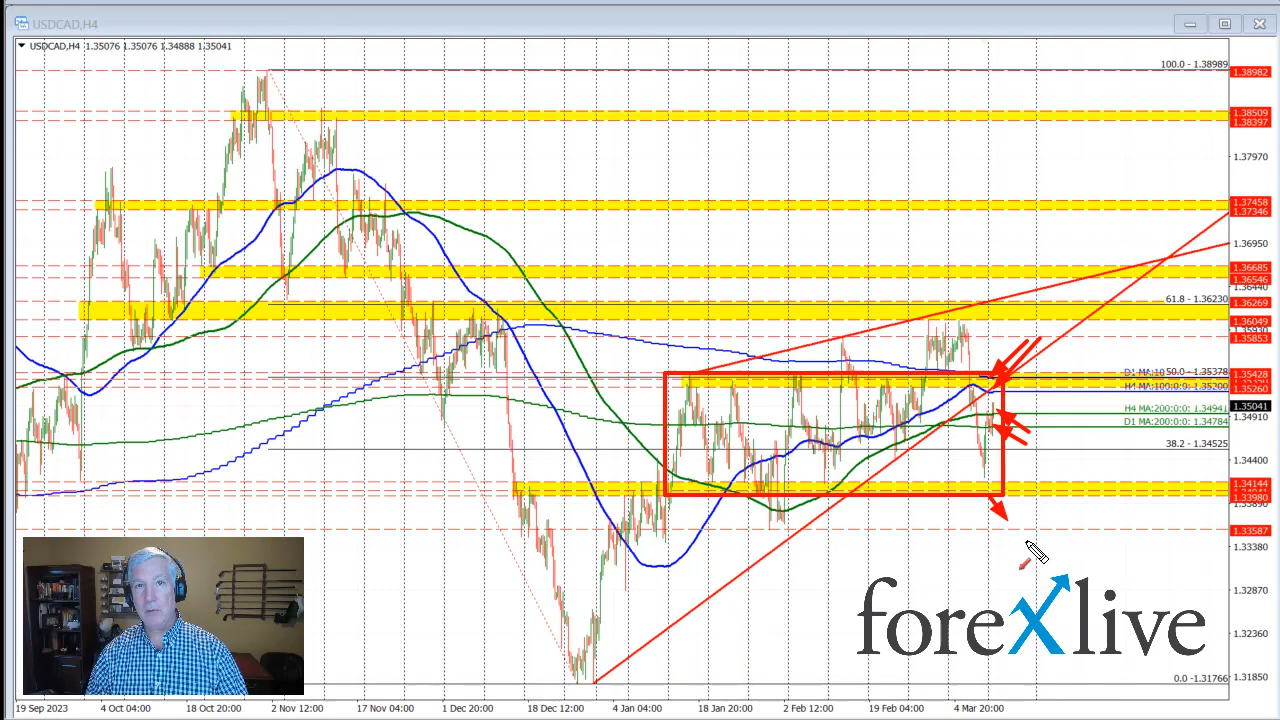 USDCAD,H4
USDCAD,H4 1.35076 1.35076 1.34888 1.35041
100.0 - 1.38989
1.38982
1.38509
1.38397
1.37970
1.37458
1.37346
1.36950
1.36685
1.36546
1.36440
61.8 - 1.36230
1.36269
1.36049
1.35853
50.0 - 1.35378
1.35428
H4 MA:100:0:0: 1.35200
1.35260
1.35041
H4 MA:200:0:0: 1.34941
1.34910
D1 MA:200:0:0: 1.34784
38.2 - 1.34525
1.34400
1.34144
1.33980
1.33890
1.33587
1.33380
1.32870
1.32360
0.0 - 1.31766
1.31850
forexlive
19 Sep 2023
4 Oct 04:00
18 Oct 20:00
2 Nov 12:00
17 Nov 04:00
1 Dec 20:00
18 Dec 12:00
4 Jan 04:00
18 Jan 20:00
2 Feb 12:00
19 Feb 04:00
4 Mar 20:00